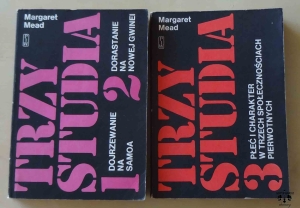 Margaret
Mead
TRZY
STUDIA
1
DOJRZEWANIE
NA
SAMOA
2
DORASTANIE
NA
NOWEJ GWINEI
Margaret
Mead
TRZY
STUDIA
3
PŁEĆ I CHARAKTER
W TRZECH SPOŁECZNOŚCIACH
PIERWOTNYCH